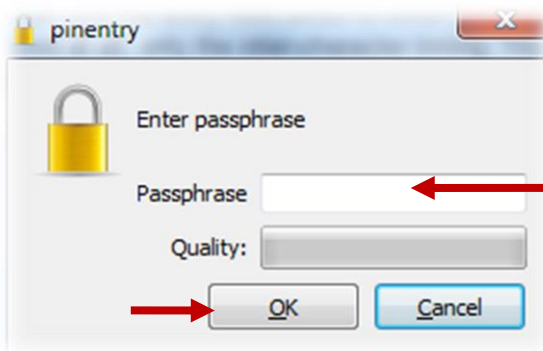 pinentry
Enter passphrase
Passphrase
Quality:
OK
Cancel